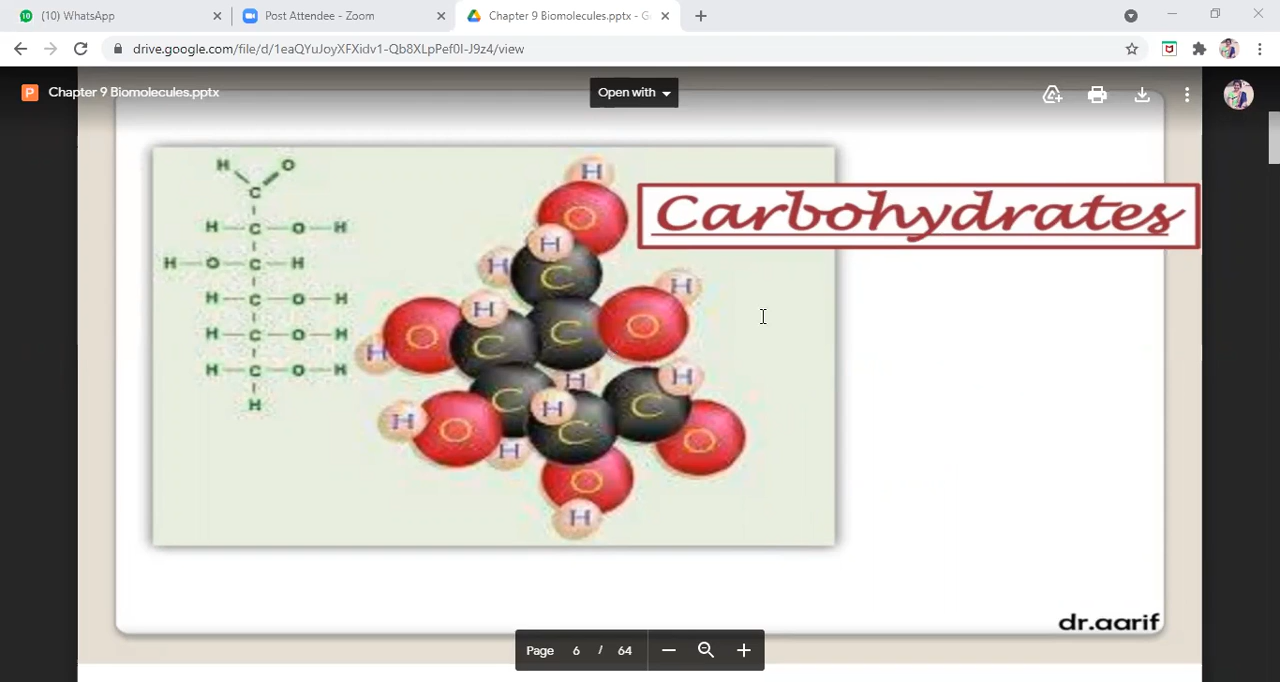 (10) WhatsApp
Post Attendee - Zoom
Chapter 9 Biomolecules.pptx - G
drive.google.com/file/d/1eaQYuJoyXFXidv1-Qb8XLpPef0I-J9z4/view
Chapter 9 Biomolecules.pptx
Open with
Carbohydrates
H O
C
H C O H
H O C H
H C O H
H C O H
H C O H
H
H
O
H
H C
H
H O C C O
H
H H
H C H C
H O C O
H
O
H
dr.aarif
Page 6 / 64